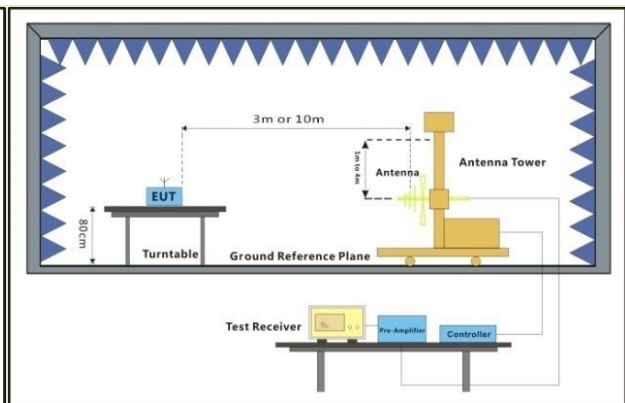 3m or 10m
1m to 4m
Antenna
Antenna Tower
EUT
80cm
Turntable
Ground Reference Plane
Test Receiver
Pre-Amplifier
Controller